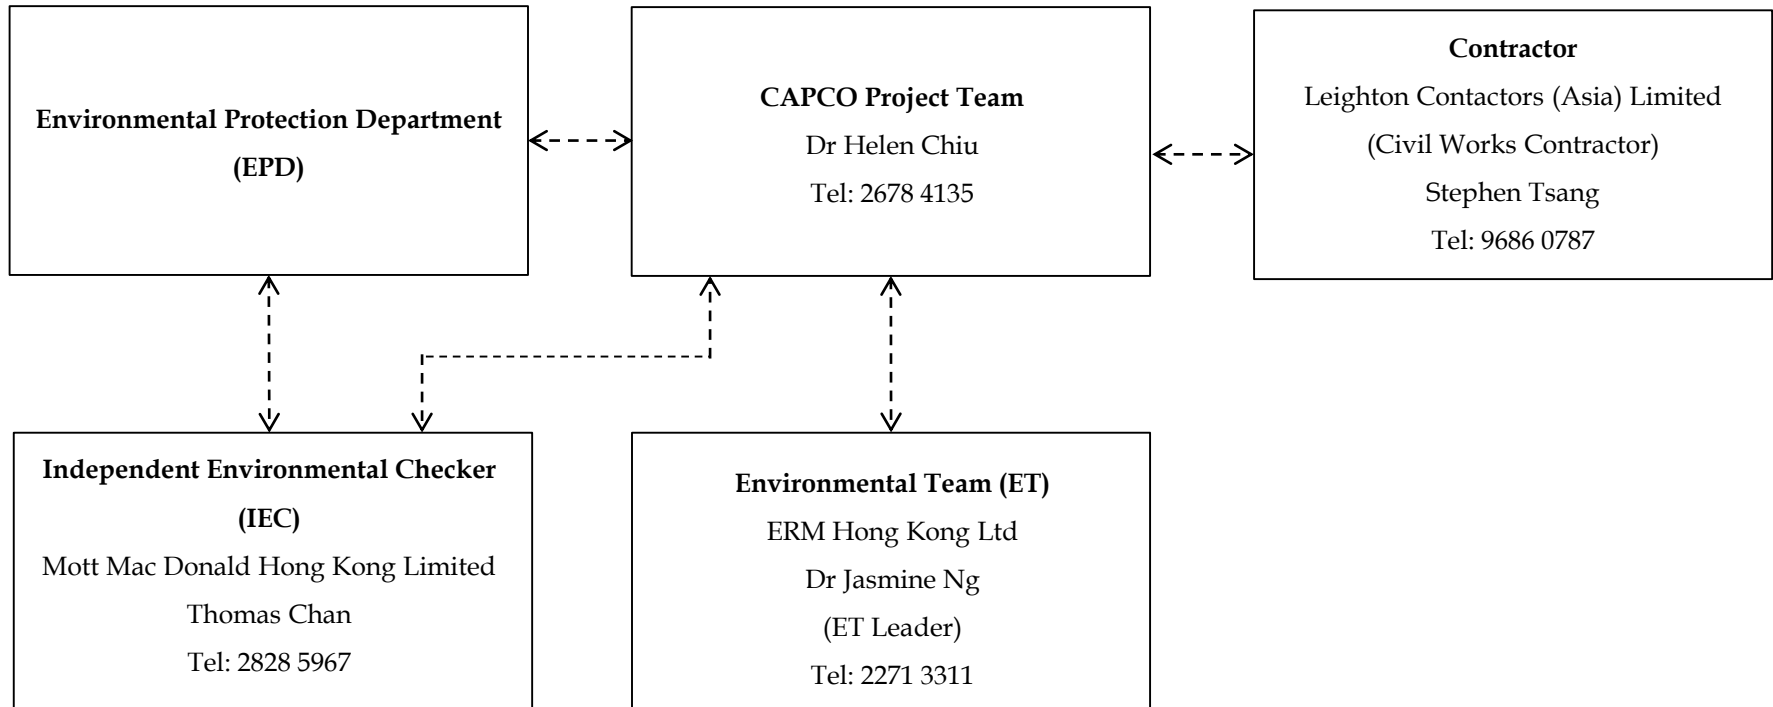 Environmental Protection Department
(EPD)
CAPCO Project Team
Dr Helen Chiu
Tel: 2678 4135
Contractor
Leighton Contactors (Asia) Limited
(Civil Works Contractor)
Stephen Tsang
Tel: 9686 0787
Independent Environmental Checker
(IEC)
Mott Mac Donald Hong Kong Limited
Thomas Chan
Tel: 2828 5967
Environmental Team (ET)
ERM Hong Kong Ltd
Dr Jasmine Ng
(ET Leader)
Tel: 2271 3311